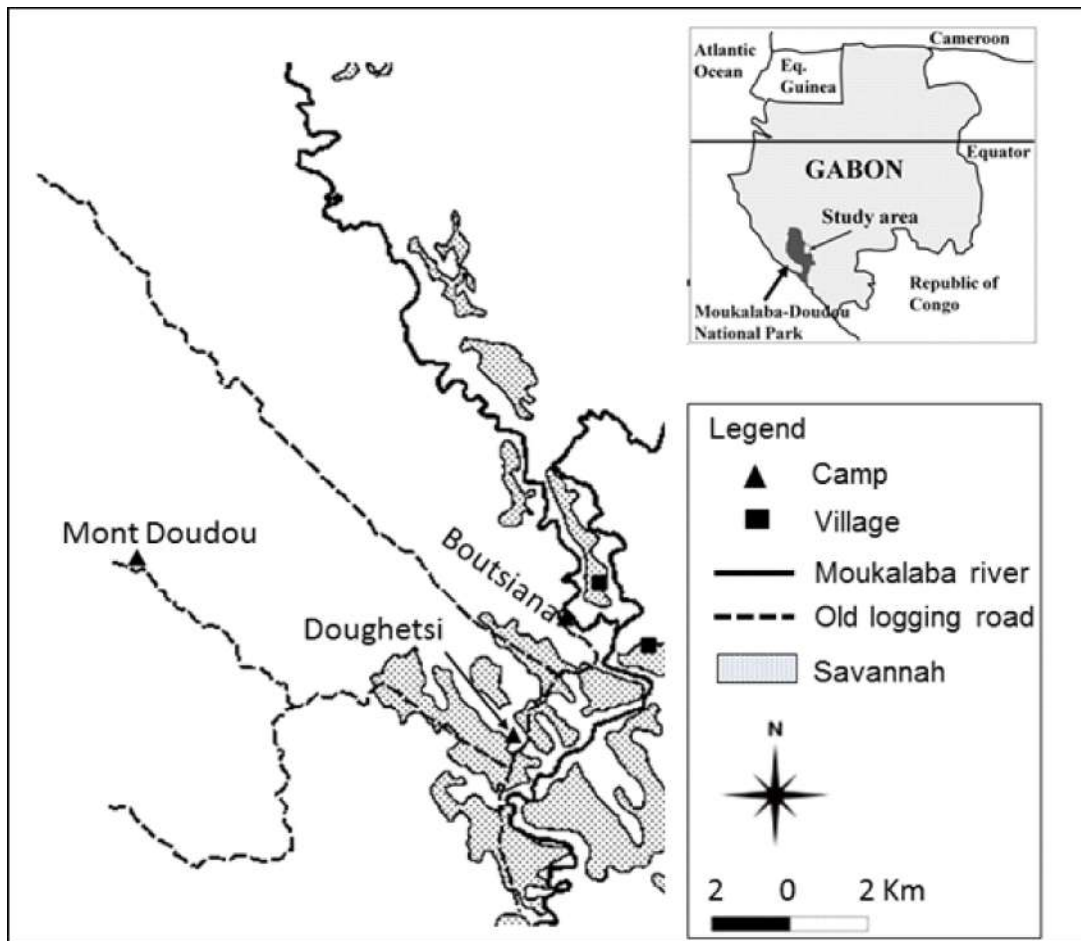 Atlantic
Ocean
Eq.
Guinea
Cameroon
Equator
GABON
Study area
Republic of
Congo
Moukalaba-Doudou
National Park
Mont Doudou
Boutsiana
Doughetsi
Legend
Camp
Village
Moukalaba river
Old logging road
Savannah
N
2 0 2 Km